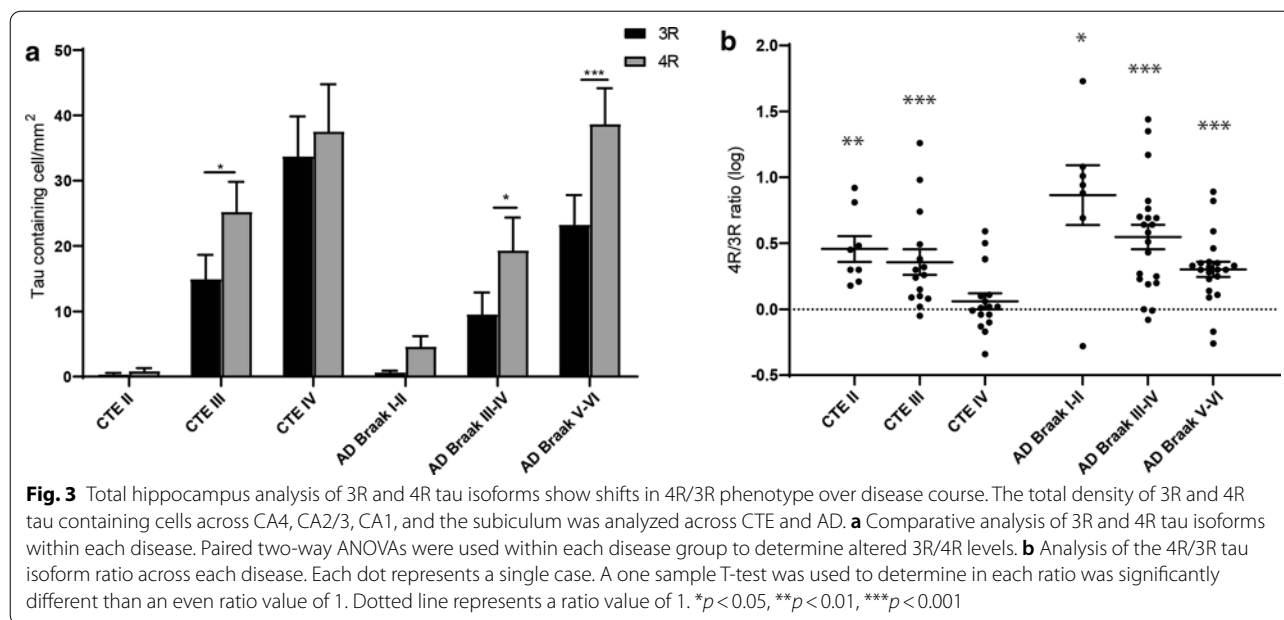 a
3R
4R
Tau containing cell/mm²
50
40
30
20
10
0
*
*
***
CTE II
CTE III
CTE IV
AD Braak I-II
AD Braak III-IV
AD Braak V-VI
b
4R/3R ratio (log)
2.0
1.5
1.0
0.5
0.0
-0.5
**
***
*
***
***
CTE II
CTE III
CTE IV
AD Braak I-II
AD Braak III-IV
AD Braak V-VI
Fig. 3 Total hippocampus analysis of 3R and 4R tau isoforms show shifts in 4R/3R phenotype over disease course. The total density of 3R and 4R
tau containing cells across CA4, CA2/3, CA1, and the subiculum was analyzed across CTE and AD. a Comparative analysis of 3R and 4R tau isoforms
within each disease. Paired two-way ANOVAs were used within each disease group to determine altered 3R/4R levels. b Analysis of the 4R/3R tau
isoform ratio across each disease. Each dot represents a single case. A one sample T-test was used to determine in each ratio was significantly
different than an even ratio value of 1. Dotted line represents a ratio value of 1. *p < 0.05, **p < 0.01, ***p < 0.001